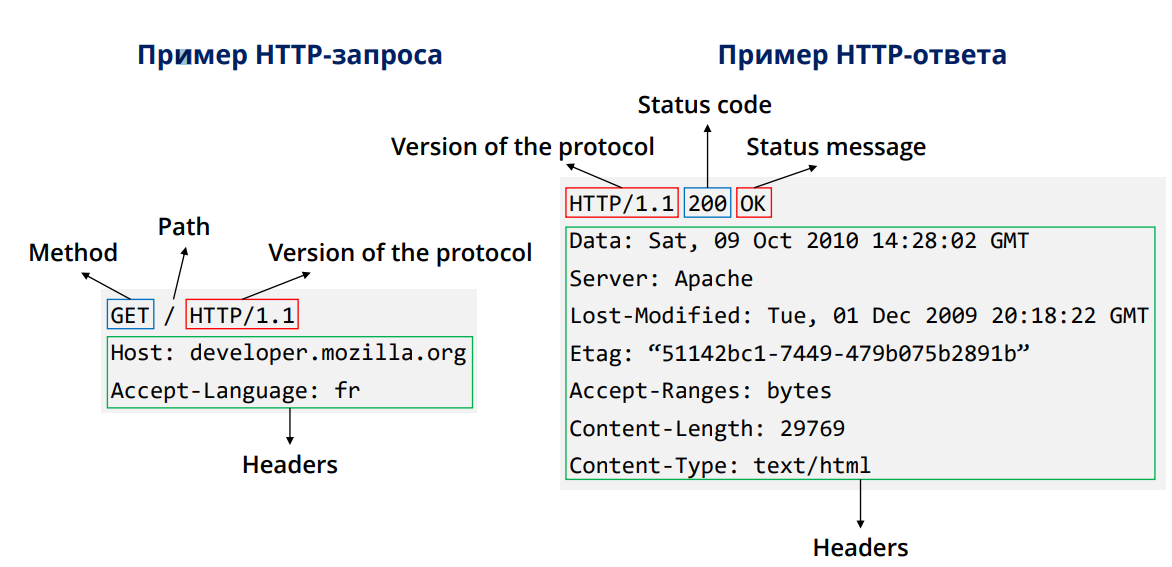 Пример HTTP-запроса
Method
Path
Version of the protocol
GET / HTTP/1.1
Host: developer.mozilla.org
Accept-Language: fr
Headers
Пример HTTP-ответа
Status code
Version of the protocol
Status message
HTTP/1.1 200 OK
Data: Sat, 09 Oct 2010 14:28:02 GMT
Server: Apache
Lost-Modified: Tue, 01 Dec 2009 20:18:22 GMT
Etag: “51142bc1-7449-479b075b2891b”
Accept-Ranges: bytes
Content-Length: 29769
Content-Type: text/html
Headers